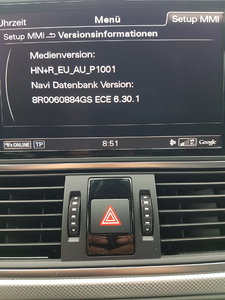 Uhrzeit Menü Setup MMI
Setup MMI Versionsinformationen
Medienversion:
HN+R_EU_AU_P1001
Navi Datenbank Version:
8R0060884GS ECE 6.30.1
ONLINE TP 8:51 Google